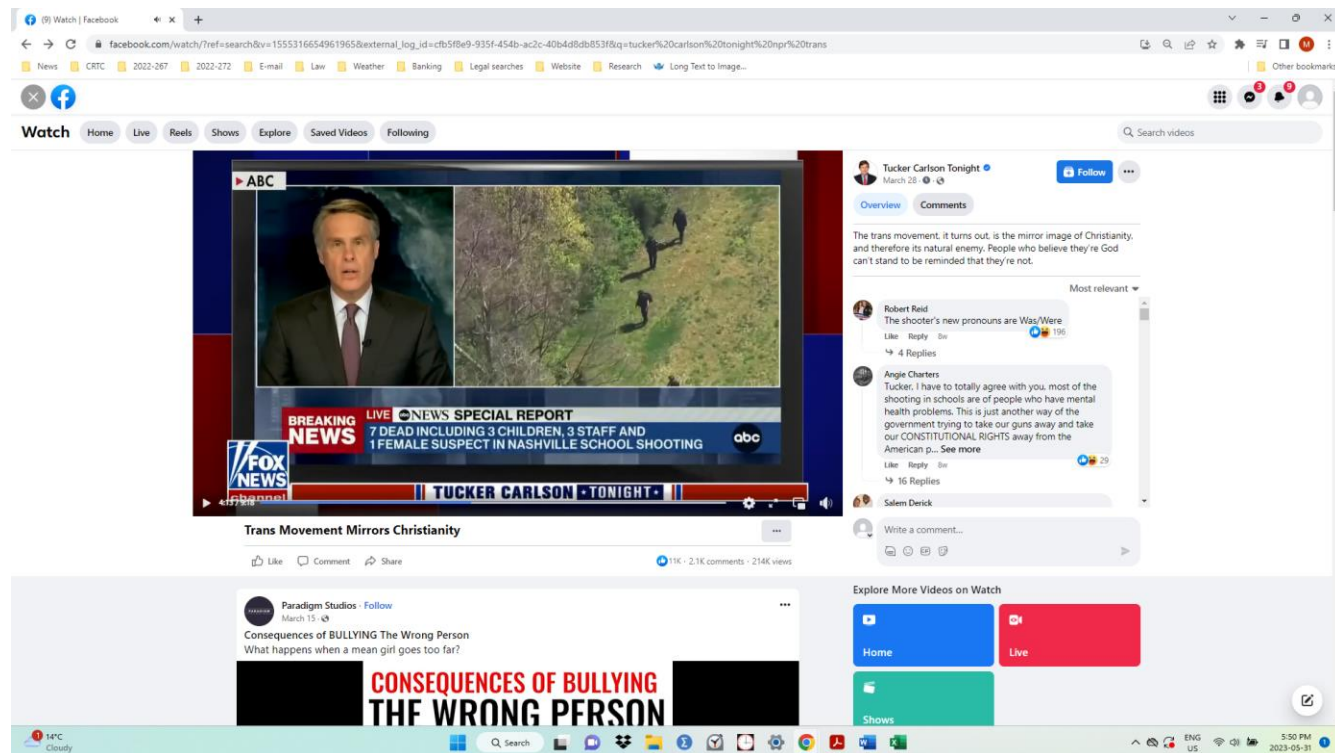 (9) Watch | Facebook
facebook.com/watch/?ref=search&v=1555316654961965&external_log_id=cfb5f8e9-935f-454b-ac2c-40b4d8db853f&q=tucker%20carlson%20tonight%20npr%20trans
M
News CRTC 2022-267 2022-272 E-mail Law Weather Banking Legal searches Website Research Long Text to Image... Other bookmarks
3 9
Watch Home Live Reels Shows Explore Saved Videos Following Search videos
ABC
BREAKING NEWS
LIVE abc NEWS SPECIAL REPORT
7 DEAD INCLUDING 3 CHILDREN, 3 STAFF AND
1 FEMALE SUSPECT IN NASHVILLE SCHOOL SHOOTING
abc
FOX
NEWS
channel
TUCKER CARLSON TONIGHT
Trans Movement Mirrors Christianity
Like Comment Share 11K · 2.1K comments · 214K views
Tucker Carlson Tonight
March 28
Follow
Overview Comments
The trans movement, it turns out, is the mirror image of Christianity,
and therefore its natural enemy. People who believe they're God
can't stand to be reminded that they're not.
Most relevant
Robert Reid
The shooter's new pronouns are Was/Were
196
Like Reply 8w
4 Replies
Angie Charters
Tucker, I have to totally agree with you, most of the
shooting in schools are of people who have mental
health problems. This is just another way of the
government trying to take our guns away and take
our CONSTITUTIONAL RIGHTS away from the
American p... See more
29
Like Reply 8w
16 Replies
Salem Derick
Write a comment...
Paradigm Studios · Follow
March 15
Consequences of BULLYING The Wrong Person
What happens when a mean girl goes too far?
CONSEQUENCES OF BULLYING
THE WRONG PERSON
Explore More Videos on Watch
Home
Live
Shows
1
14°C
Cloudy
Search
ENG
US
5:50 PM
2023-05-31